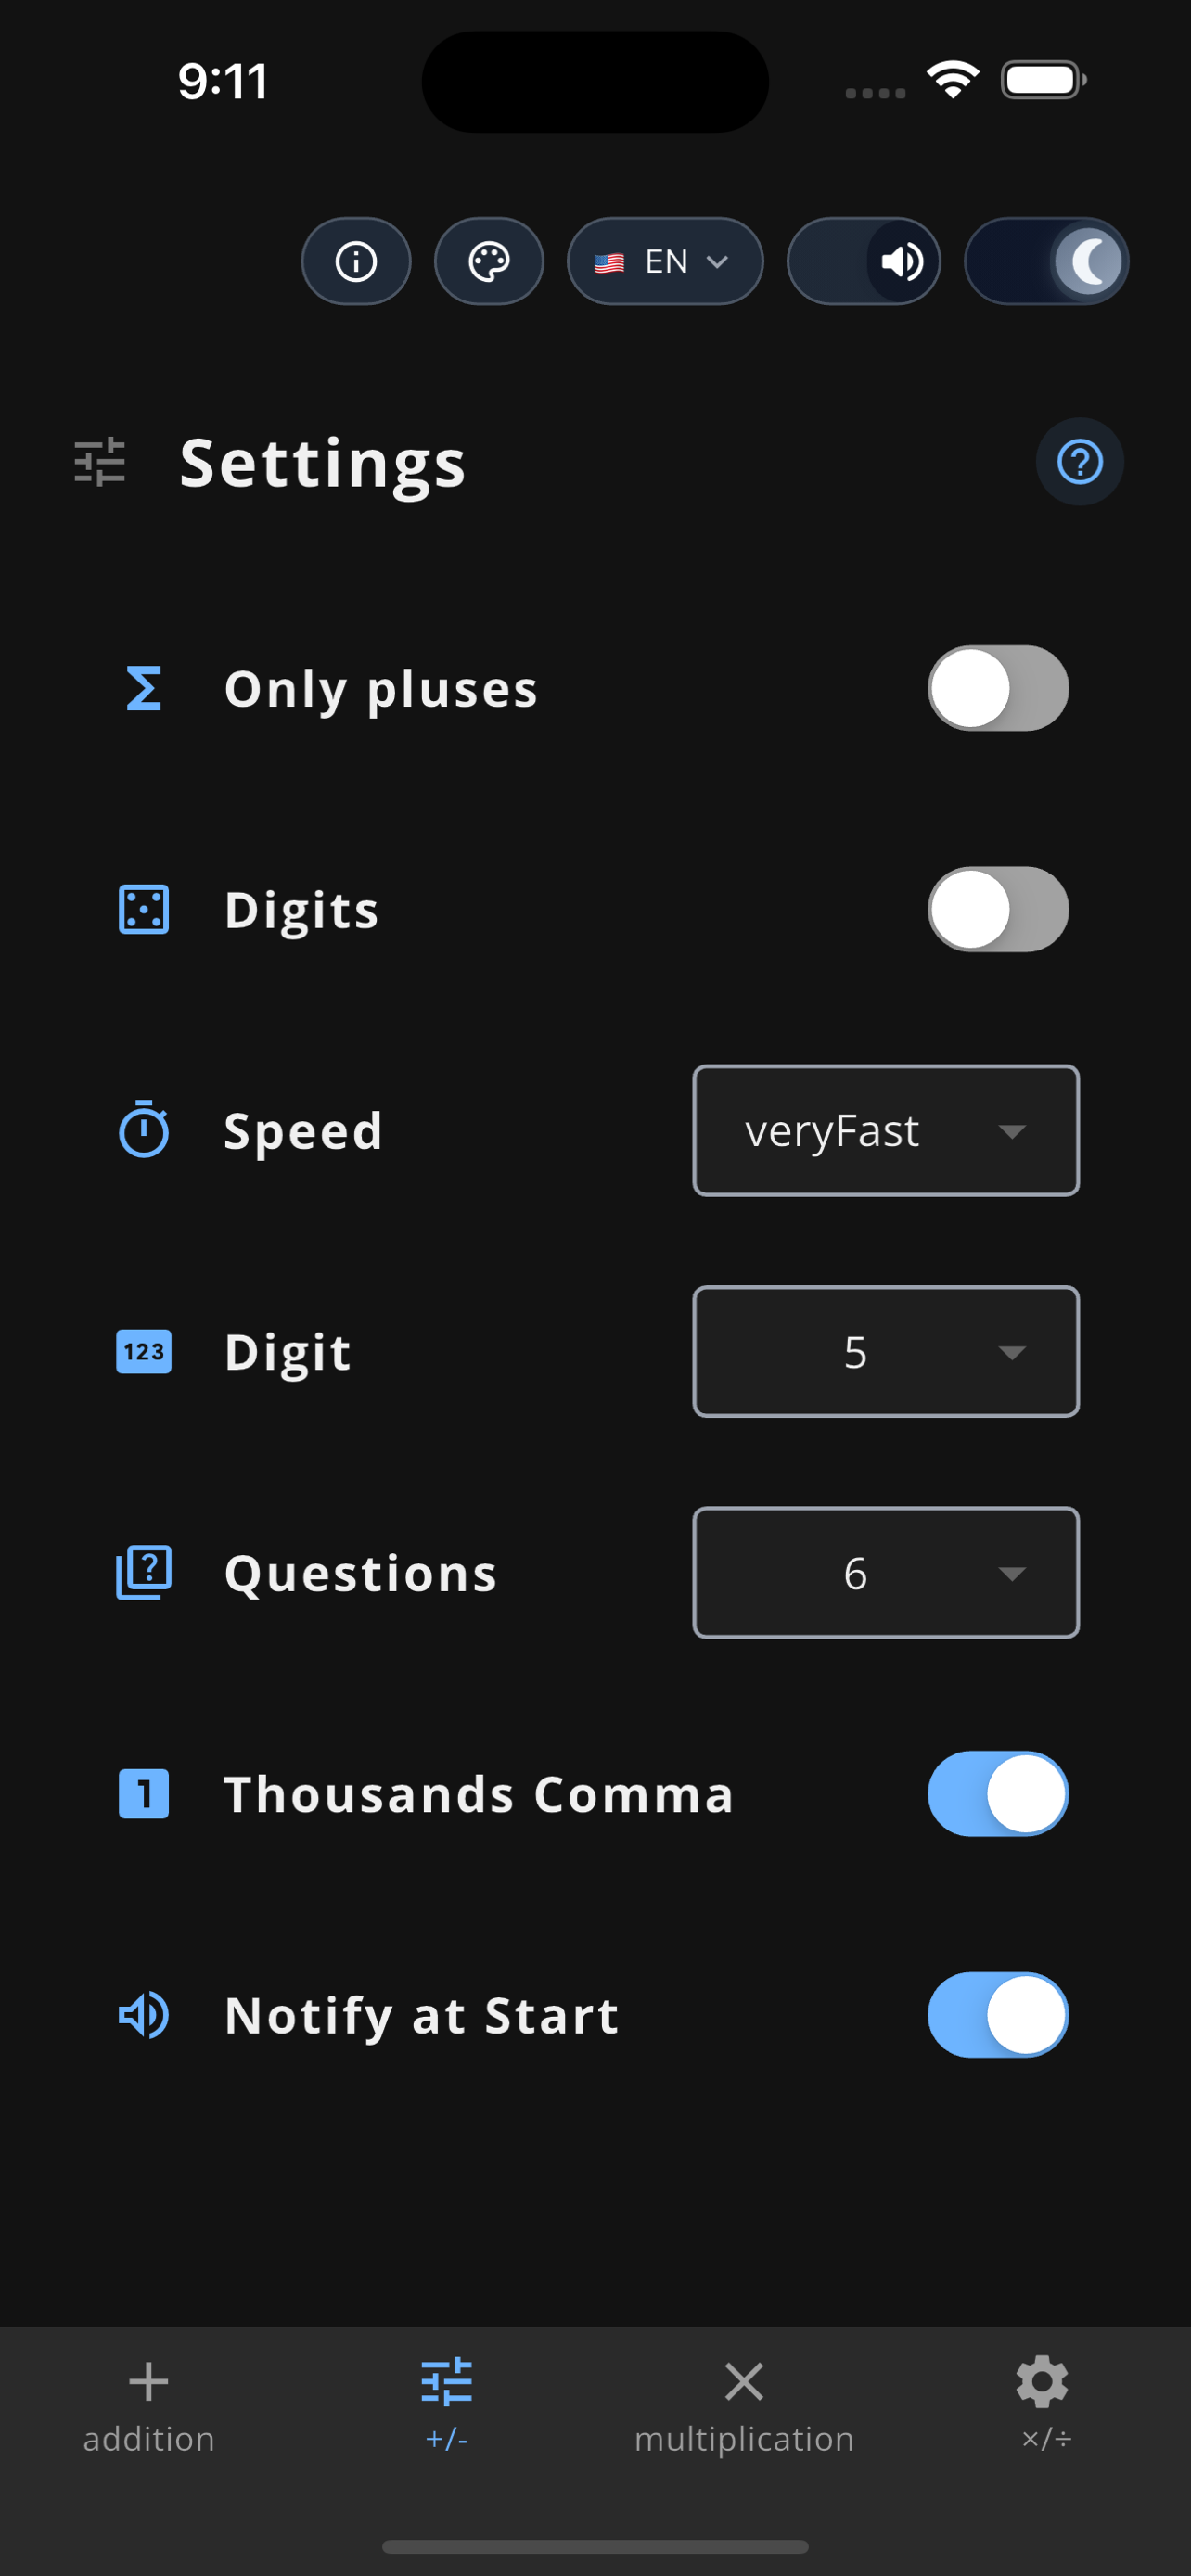 9:11
EN
Settings
Only pluses
Digits
Speed
veryFast
123
Digit
5
?
Questions
6
1
Thousands Comma
Notify at Start
addition
+/-
multiplication
×/÷